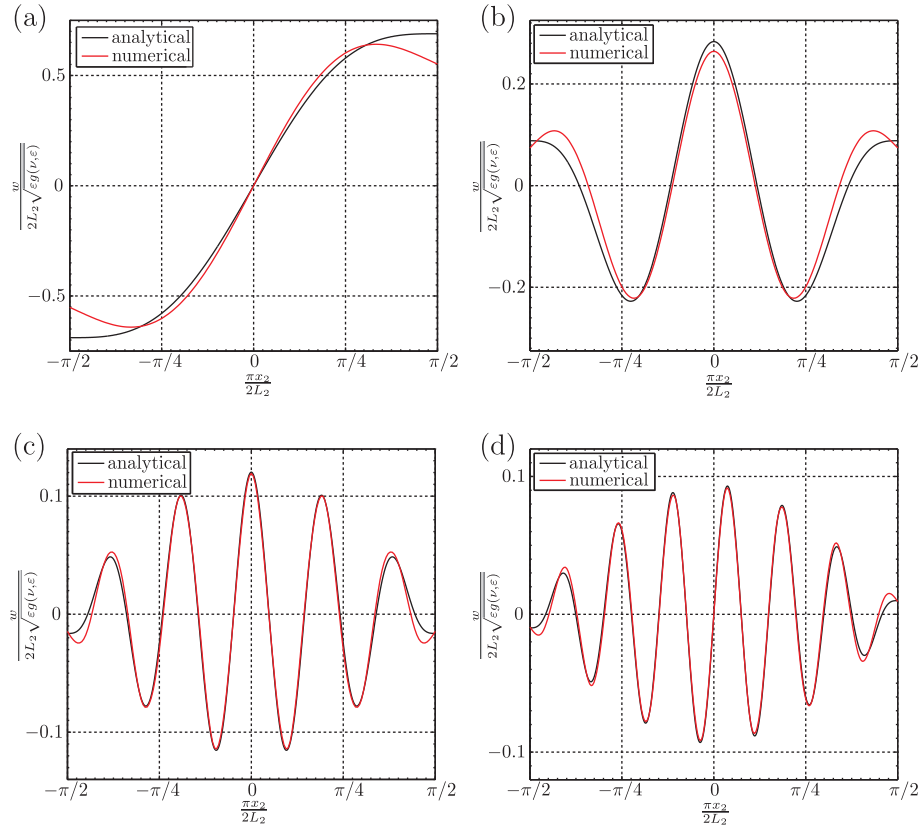 (a)
analytical
numerical
0.5
0
−0.5
−π/2
−π/4
0
π/4
π/2
πx₂/2L₂
w/2L₂√εg(ν,ε)
(b)
analytical
numerical
0.2
0
−0.2
−π/2
−π/4
0
π/4
π/2
πx₂/2L₂
w/2L₂√εg(ν,ε)
(c)
analytical
numerical
0.1
0
−0.1
−π/2
−π/4
0
π/4
π/2
πx₂/2L₂
w/2L₂√εg(ν,ε)
(d)
analytical
numerical
0.1
0
−0.1
−π/2
−π/4
0
π/4
π/2
πx₂/2L₂
w/2L₂√εg(ν,ε)